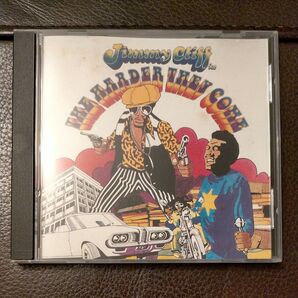 Jimmy Cliff
in
THE HARDER THEY COME